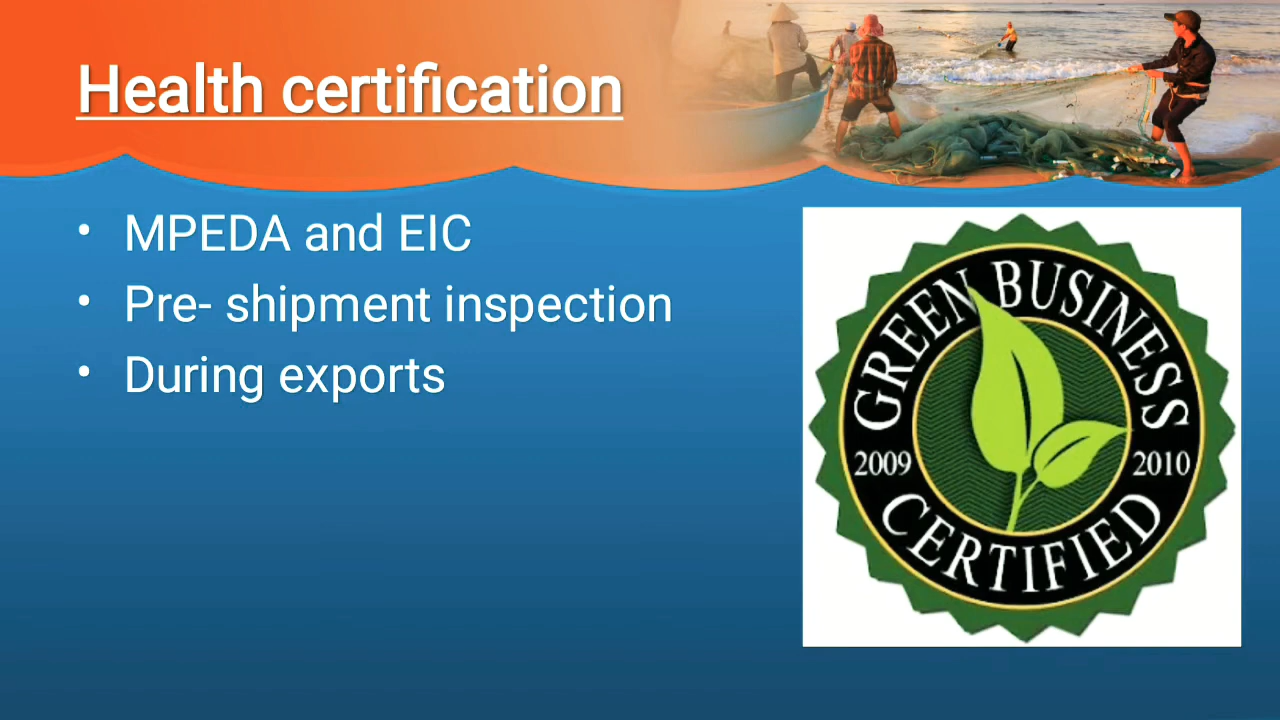 Health certification
• MPEDA and EIC
• Pre- shipment inspection
• During exports
GREEN BUSINESS
2009 2010
CERTIFIED